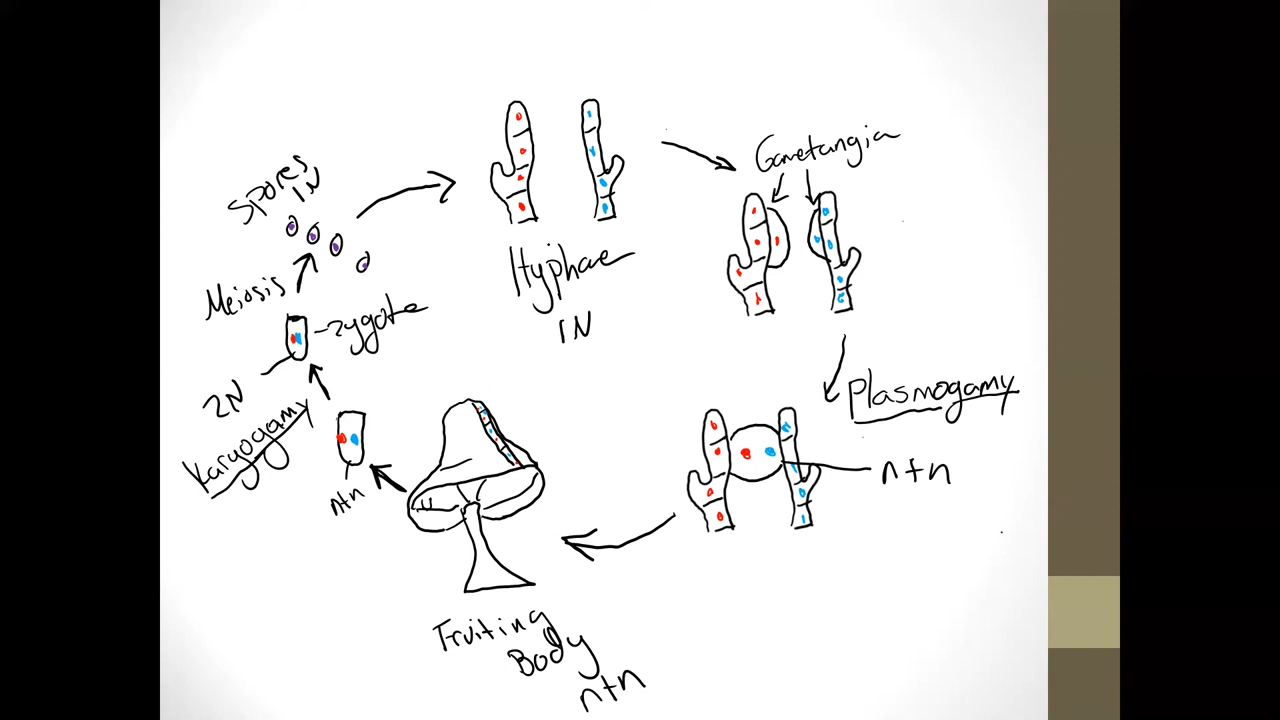 Spores
1N
Gametangia
Hyphae
1N
Meiosis
zygote
2N
Karyogamy
n+n
Plasmogamy
n+n
Fruiting
Body
n+n